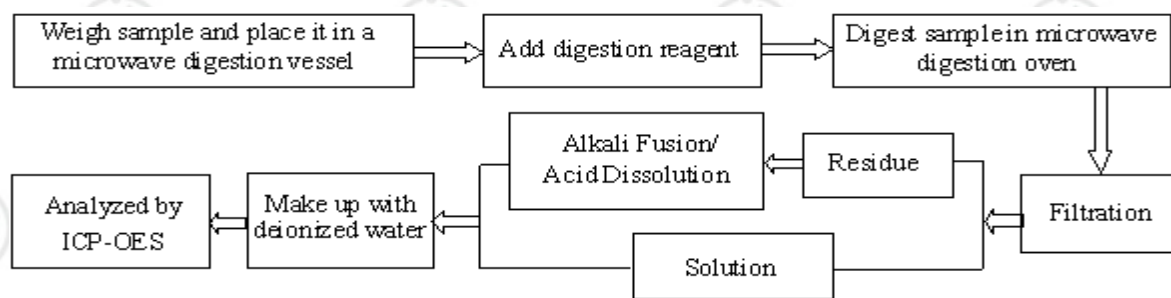 Weigh sample and place it in a
microwave digestion vessel
Add digestion reagent
Digest sample in microwave
digestion oven
Alkali Fusion/
Acid Dissolution
Residue
Filtration
Analyzed by
ICP-OES
Make up with
deionized water
Solution